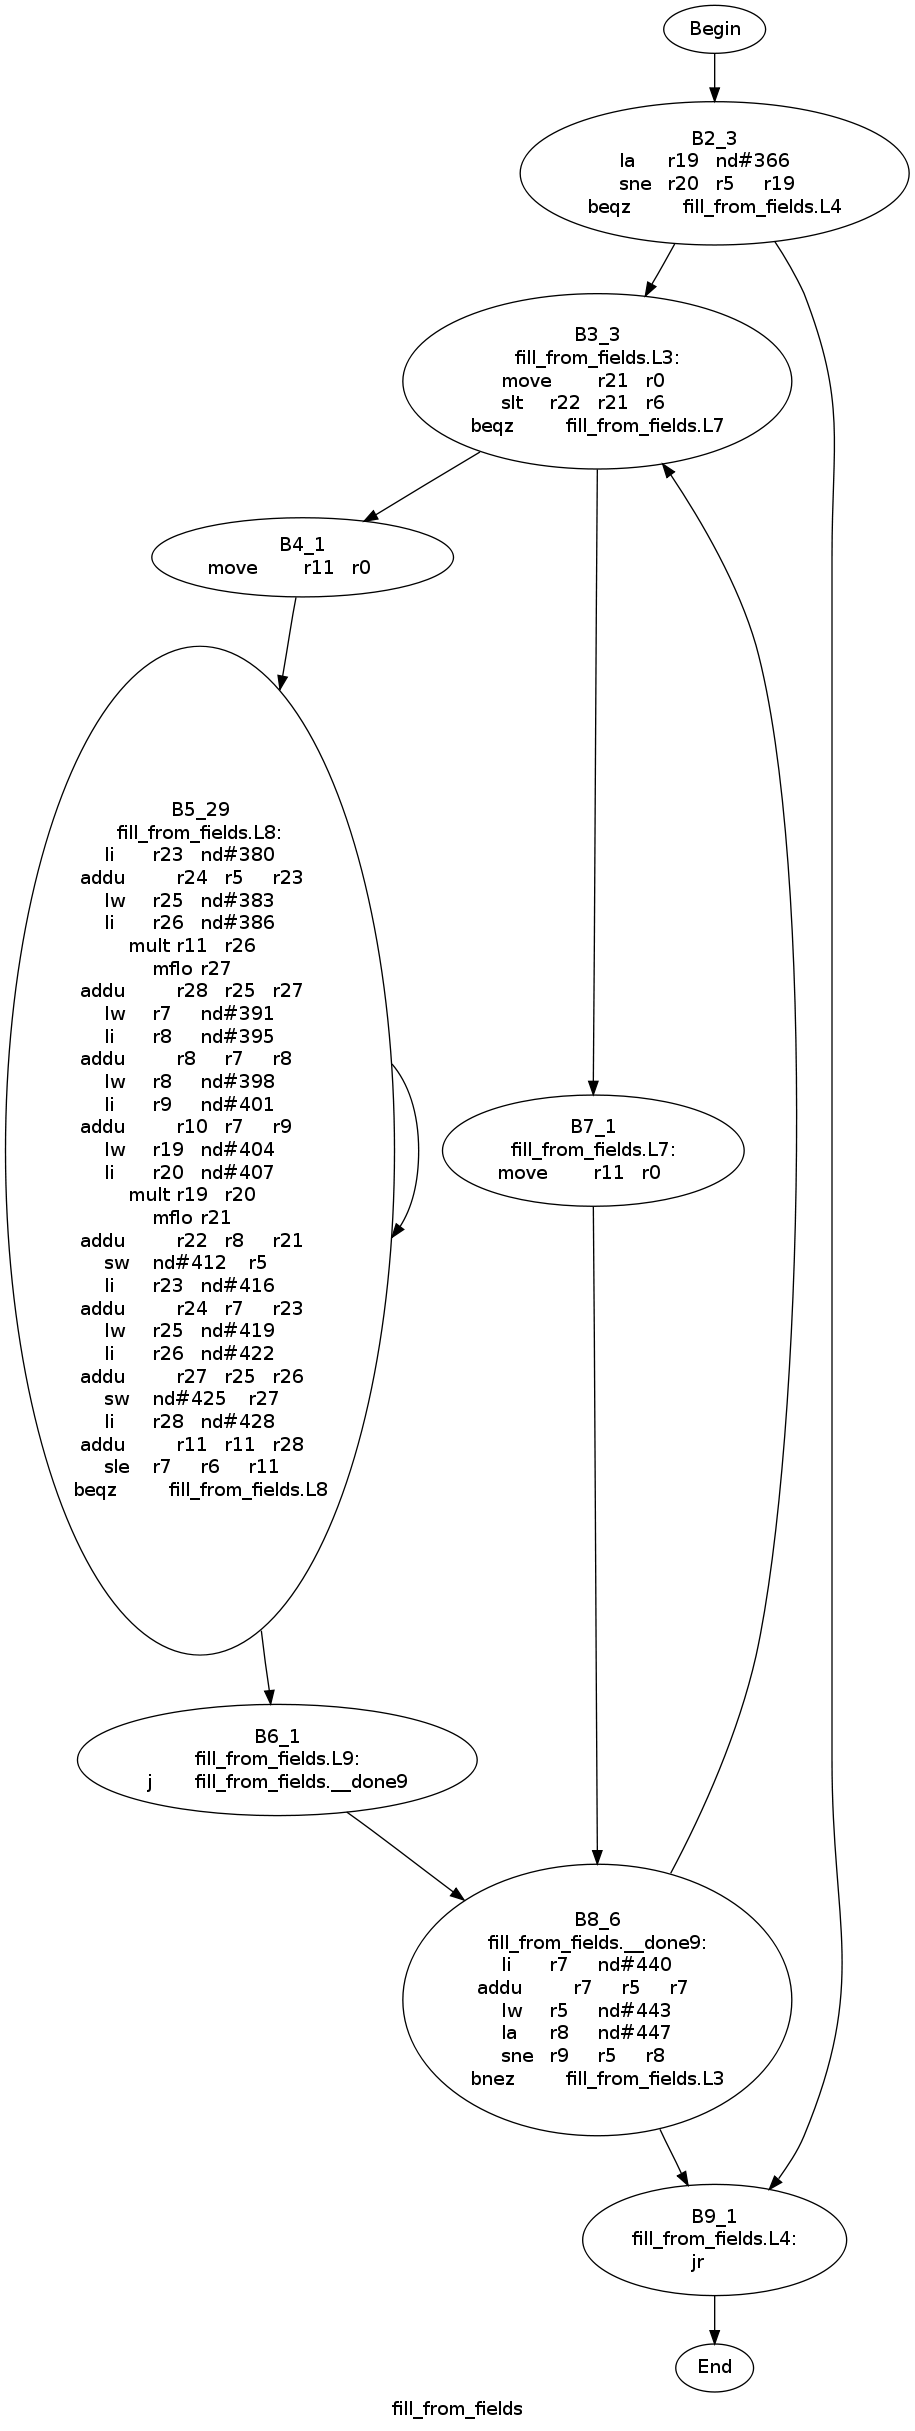 Begin
B2_3
la r19 nd#366
sne r20 r5 r19
beqz fill_from_fields.L4
B3_3
fill_from_fields.L3:
move r21 r0
slt r22 r21 r6
beqz fill_from_fields.L7
B4_1
move r11 r0
B5_29
fill_from_fields.L8:
li r23 nd#380
addu r24 r5 r23
lw r25 nd#383
li r26 nd#386
mult r11 r26
mflo r27
addu r28 r25 r27
lw r7 nd#391
li r8 nd#395
addu r8 r7 r8
lw r8 nd#398
li r9 nd#401
addu r10 r7 r9
lw r19 nd#404
li r20 nd#407
mult r19 r20
mflo r21
addu r22 r8 r21
sw nd#412 r5
li r23 nd#416
addu r24 r7 r23
lw r25 nd#419
li r26 nd#422
addu r27 r25 r26
sw nd#425 r27
li r28 nd#428
addu r11 r11 r28
sle r7 r6 r11
beqz fill_from_fields.L8
B7_1
fill_from_fields.L7:
move r11 r0
B6_1
fill_from_fields.L9:
j fill_from_fields.__done9
B8_6
fill_from_fields.__done9:
li r7 nd#440
addu r7 r5 r7
lw r5 nd#443
la r8 nd#447
sne r9 r5 r8
bnez fill_from_fields.L3
B9_1
fill_from_fields.L4:
jr
End
fill_from_fields